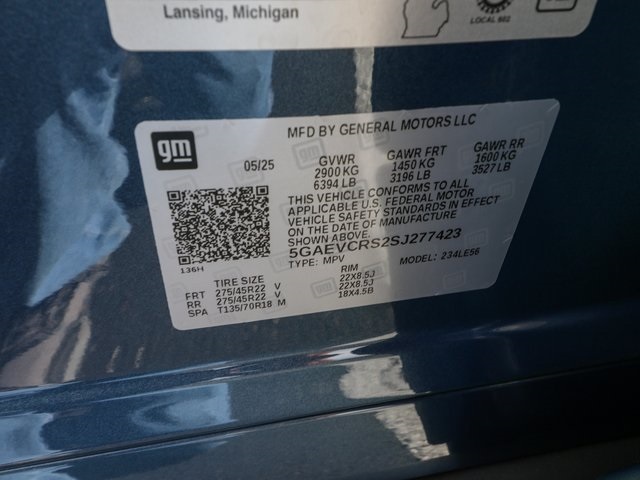 Lansing, Michigan
LOCAL 602
gm
MFD BY GENERAL MOTORS LLC
05/25
GVWR GAWR FRT GAWR RR
2900 KG 1450 KG 1600 KG
6394 LB 3196 LB 3527 LB
THIS VEHICLE CONFORMS TO ALL
APPLICABLE U.S. FEDERAL MOTOR
VEHICLE SAFETY STANDARDS IN EFFECT
ON THE DATE OF MANUFACTURE
5GAEVCRS2SJ277423
136H
TYPE: MPV MODEL: 234LE56
TIRE SIZE RIM
FRT 275/45R22 V 22X8.5J
RR 275/45R22 V 22X8.5J
SPA T135/70R18 M 18X4.5B